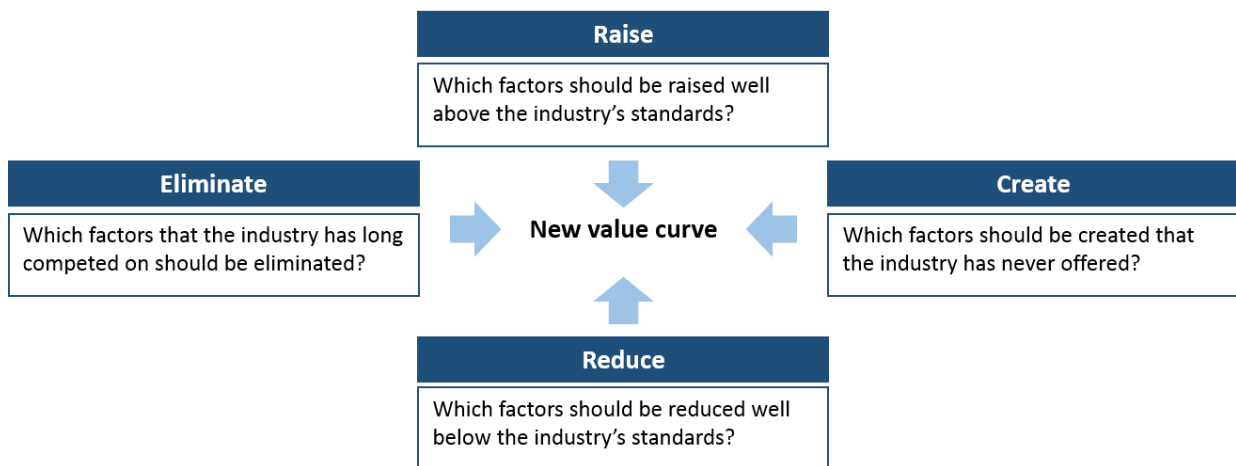 Raise
Which factors should be raised well
above the industry’s standards?
Eliminate
Which factors that the industry has long
competed on should be eliminated?
New value curve
Create
Which factors should be created that
the industry has never offered?
Reduce
Which factors should be reduced well
below the industry’s standards?